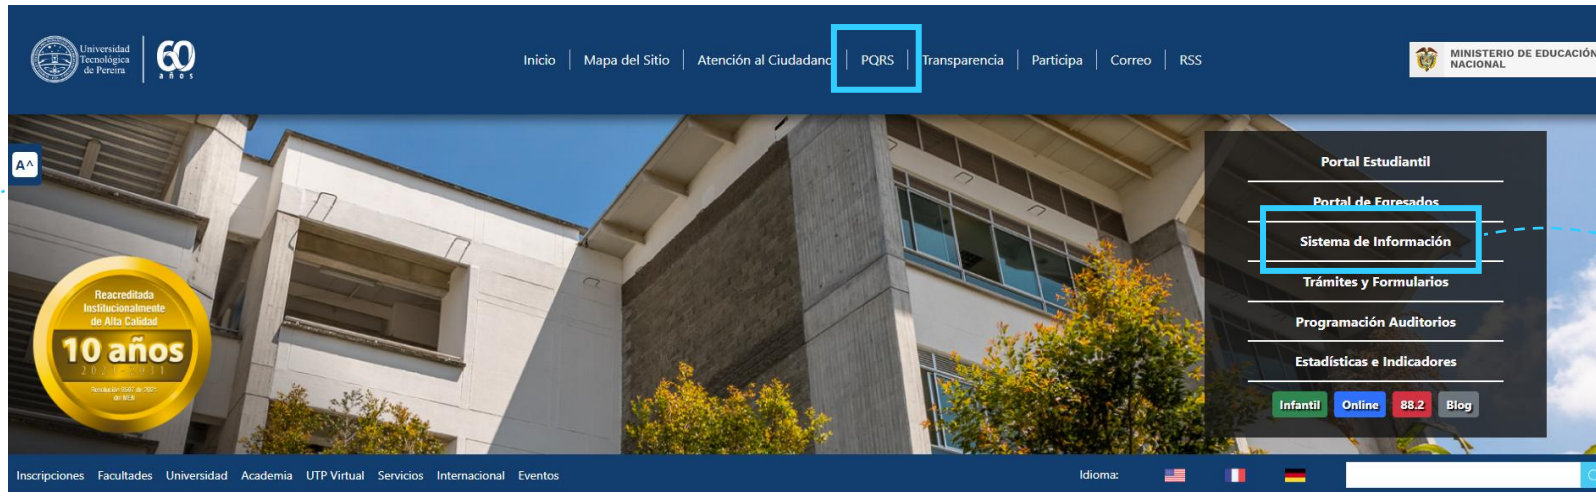 Universidad
Tecnológica
de Pereira
60
años
Inicio
Mapa del Sitio
Atención al Ciudadano
PQRS
Transparencia
Participa
Correo
RSS
MINISTERIO DE EDUCACIÓN
NACIONAL
A^
Portal Estudiantil
Portal de Egresados
Sistema de Información
Trámites y Formularios
Programación Auditorios
Estadísticas e Indicadores
Infantil Online 88.2 Blog
Reacreditada
Institucionalmente
de Alta Calidad
10 años
2021-2031
Inscripciones Facultades Universidad Academia UTP Virtual Servicios Internacional Eventos
Idioma: